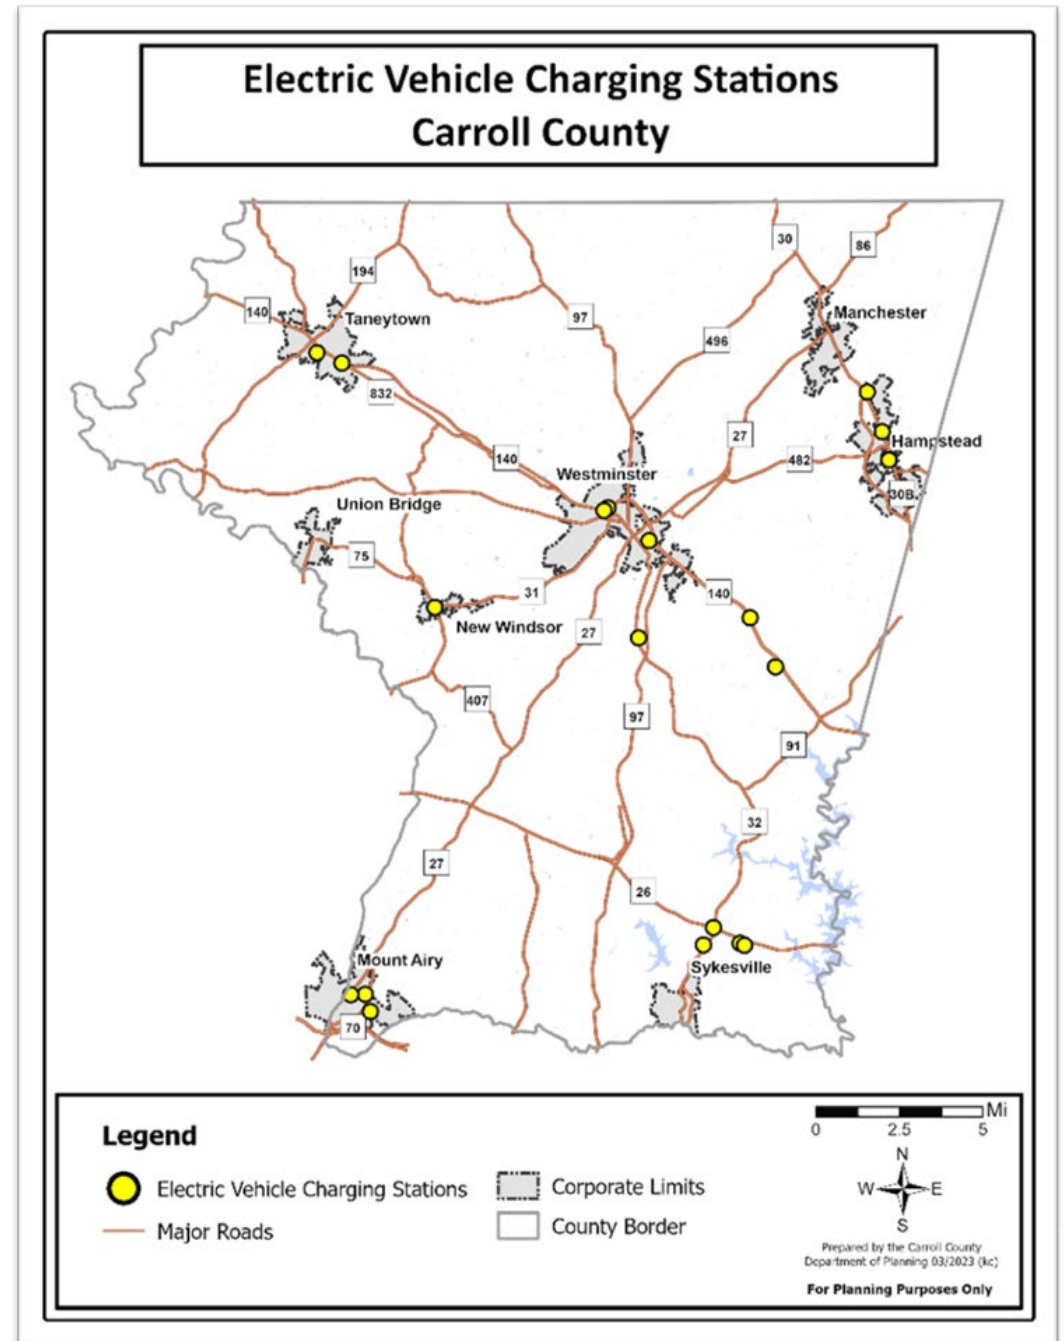 Electric Vehicle Charging Stations
Carroll County
30
86
194
140
Taneytown
97
Manchester
496
832
27
Hampstead
140
482
Westminster
30B
Union Bridge
75
31
140
New Windsor
27
407
97
91
32
27
26
Mount Airy
Sykesville
70
Legend
Electric Vehicle Charging Stations
Major Roads
Corporate Limits
County Border
Mi
0 2.5 5
N
W E
S
Prepared by the Carroll County
Department of Planning 03/2023 (kc)
For Planning Purposes Only